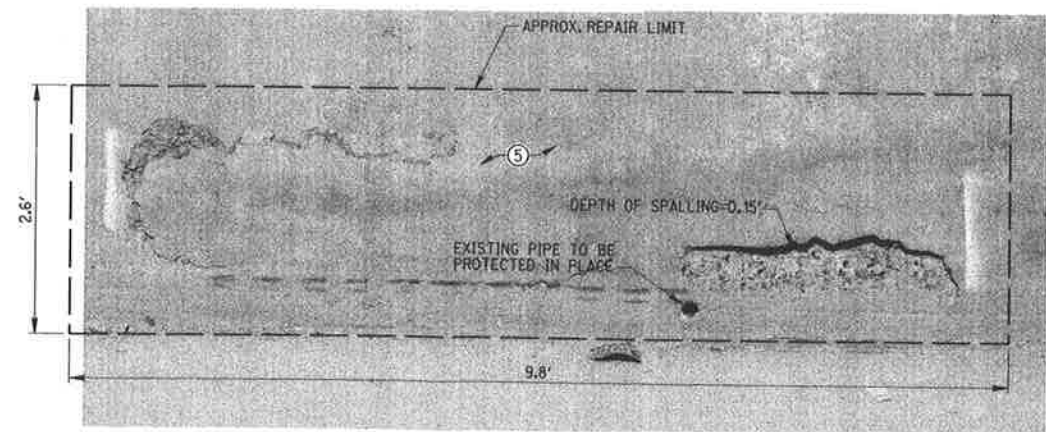 APPROX. REPAIR LIMIT
5
2.6'
DEPTH OF SPALLING=0.15'
EXISTING PIPE TO BE
PROTECTED IN PLACE
9.8'